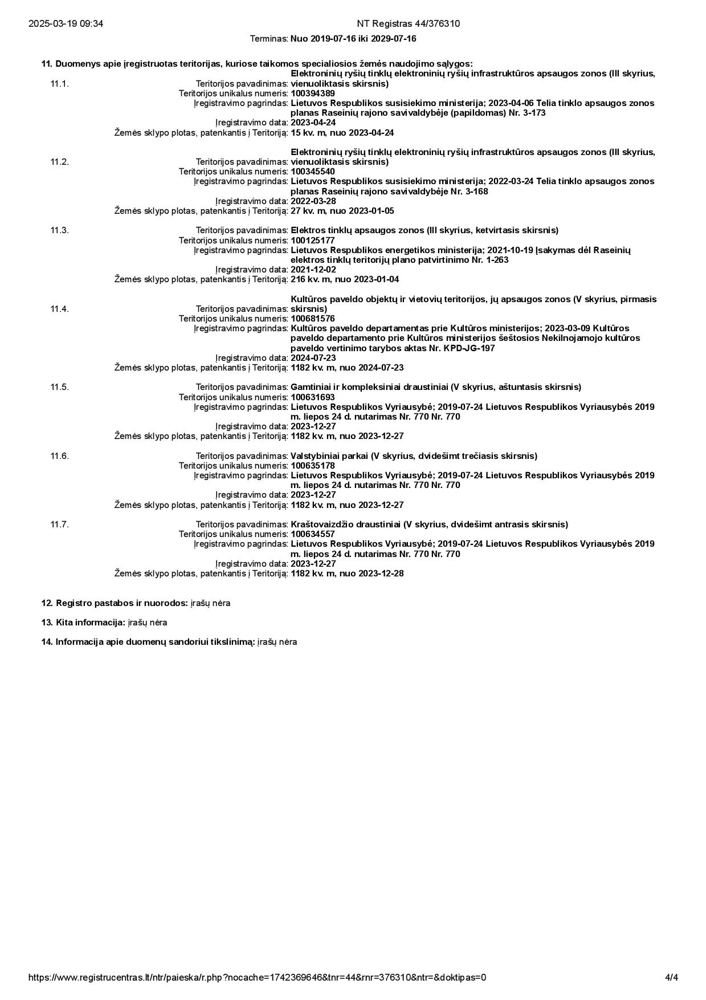 2025-03-19 09:34
NT Registras 44/376310
Terminas: Nuo 2019-07-16 iki 2029-07-16
11. Duomenys apie įregistruotas teritorijas, kuriose taikomos specialiosios žemės naudojimo sąlygos:
Elektroninių ryšių tinklų elektroninių ryšių infrastruktūros apsaugos zonos (III skyrius,
11.1. Teritorijos pavadinimas: vienuoliktasis skirsnis)
Teritorijos unikalus numeris: 100394389
Įregistravimo pagrindas: Lietuvos Respublikos susisiekimo ministerija; 2023-04-06 Telia tinklo apsaugos zonos
planas Raseinių rajono savivaldybėje (papildomas) Nr. 3-173
Įregistravimo data: 2023-04-24
Žemės sklypo plotas, patenkantis į Teritoriją: 15 kv. m, nuo 2023-04-24
Elektroninių ryšių tinklų elektroninių ryšių infrastruktūros apsaugos zonos (III skyrius,
11.2. Teritorijos pavadinimas: vienuoliktasis skirsnis)
Teritorijos unikalus numeris: 100345540
Įregistravimo pagrindas: Lietuvos Respublikos susisiekimo ministerija; 2022-03-24 Telia tinklo apsaugos zonos
planas Raseinių rajono savivaldybėje Nr. 3-168
Įregistravimo data: 2022-03-28
Žemės sklypo plotas, patenkantis į Teritoriją: 27 kv. m, nuo 2023-01-05
11.3. Teritorijos pavadinimas: Elektros tinklų apsaugos zonos (III skyrius, ketvirtasis skirsnis)
Teritorijos unikalus numeris: 100125177
Įregistravimo pagrindas: Lietuvos Respublikos energetikos ministerija; 2021-10-19 Įsakymas dėl Raseinių
elektros tinklų teritorijų plano patvirtinimo Nr. 1-263
Įregistravimo data: 2021-12-02
Žemės sklypo plotas, patenkantis į Teritoriją: 216 kv. m, nuo 2023-01-04
Kultūros paveldo objektų ir vietovių teritorijos, jų apsaugos zonos (V skyrius, pirmasis
11.4. Teritorijos pavadinimas: skirsnis)
Teritorijos unikalus numeris: 100681576
Įregistravimo pagrindas: Kultūros paveldo departamentas prie Kultūros ministerijos; 2023-03-09 Kultūros
paveldo departamento prie Kultūros ministerijos šeštosios Nekilnojamojo kultūros
paveldo vertinimo tarybos aktas Nr. KPD-JG-197
Įregistravimo data: 2024-07-23
Žemės sklypo plotas, patenkantis į Teritoriją: 1182 kv. m, nuo 2024-07-23
11.5. Teritorijos pavadinimas: Gamtiniai ir kompleksiniai draustiniai (V skyrius, aštuntasis skirsnis)
Teritorijos unikalus numeris: 100631693
Įregistravimo pagrindas: Lietuvos Respublikos Vyriausybė; 2019-07-24 Lietuvos Respublikos Vyriausybės 2019
m. liepos 24 d. nutarimas Nr. 770 Nr. 770
Įregistravimo data: 2023-12-27
Žemės sklypo plotas, patenkantis į Teritoriją: 1182 kv. m, nuo 2023-12-27
11.6. Teritorijos pavadinimas: Valstybiniai parkai (V skyrius, dvidešimt trečiasis skirsnis)
Teritorijos unikalus numeris: 100635178
Įregistravimo pagrindas: Lietuvos Respublikos Vyriausybė; 2019-07-24 Lietuvos Respublikos Vyriausybės 2019
m. liepos 24 d. nutarimas Nr. 770 Nr. 770
Įregistravimo data: 2023-12-27
Žemės sklypo plotas, patenkantis į Teritoriją: 1182 kv. m, nuo 2023-12-27
11.7. Teritorijos pavadinimas: Kraštovaizdžio draustiniai (V skyrius, dvidešimt antrasis skirsnis)
Teritorijos unikalus numeris: 100634557
Įregistravimo pagrindas: Lietuvos Respublikos Vyriausybė; 2019-07-24 Lietuvos Respublikos Vyriausybės 2019
m. liepos 24 d. nutarimas Nr. 770 Nr. 770
Įregistravimo data: 2023-12-27
Žemės sklypo plotas, patenkantis į Teritoriją: 1182 kv. m, nuo 2023-12-28
12. Registro pastabos ir nuorodos: įrašų nėra
13. Kita informacija: įrašų nėra
14. Informacija apie duomenų sandoriui tikslinimą: įrašų nėra
https://www.registrucentras.lt/ntr/paieska/r.php?nocache=1742369646&tnr=44&rnr=376310&ntr=&doktipas=0
4/4